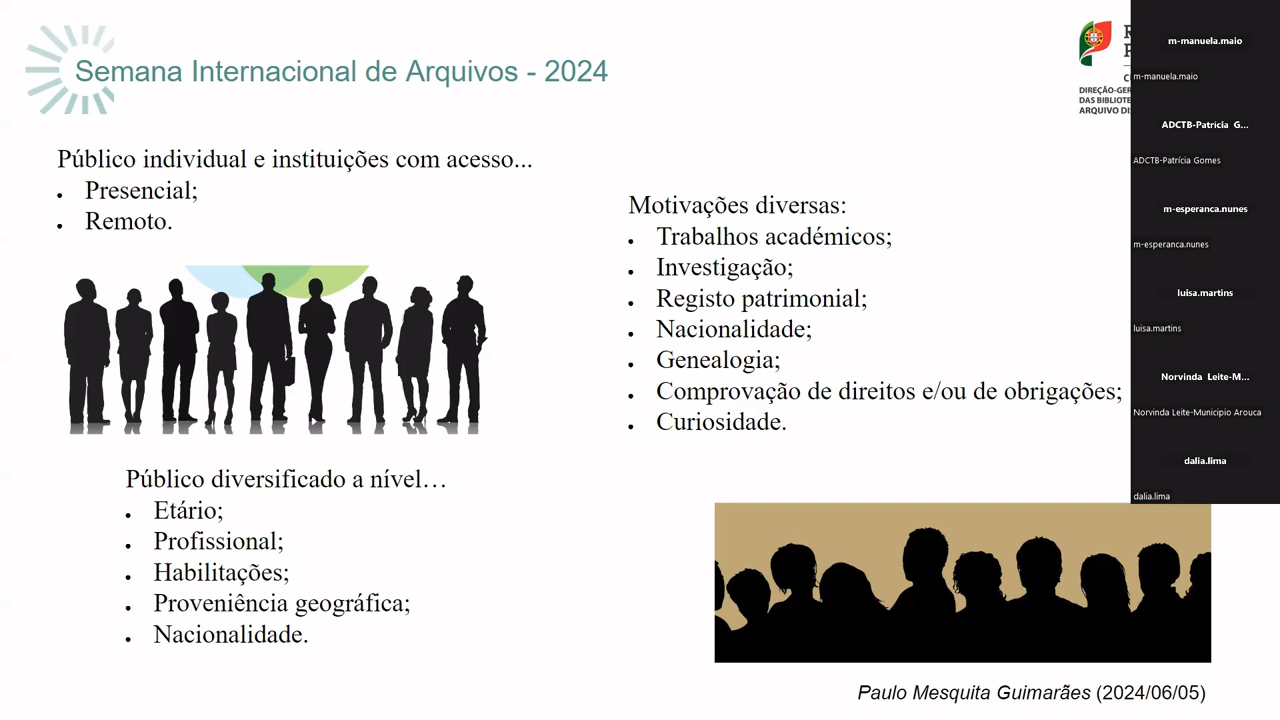 Semana Internacional de Arquivos - 2024
DIREÇÃO-GER
DAS BIBLIOTE
ARQUIVO DI
Público individual e instituições com acesso...
Presencial;
Remoto.
Motivações diversas:
Trabalhos académicos;
Investigação;
Registo patrimonial;
Nacionalidade;
Genealogia;
Comprovação de direitos e/ou de obrigações;
Curiosidade.
Público diversificado a nível…
Etário;
Profissional;
Habilitações;
Proveniência geográfica;
Nacionalidade.
Paulo Mesquita Guimarães (2024/06/05)
m-manuela.maio
m-manuela.maio
ADCTB-Patricia G...
ADCTB-Patrícia Gomes
m-esperanca.nunes
m-esperanca.nunes
luisa.martins
luisa.martins
Norvinda Leite-M...
Norvinda Leite-Municipio Arouca
dalia.lima
dalia.lima